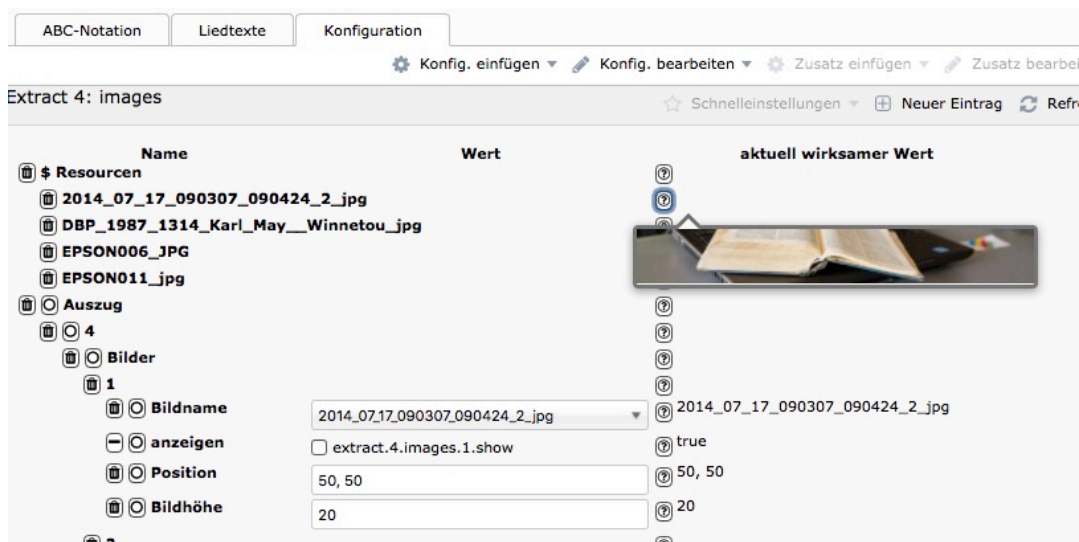 ABC-Notation Liedtexte Konfiguration
Konfig. einfügen Konfig. bearbeiten Zusatz einfügen Zusatz
Extract 4: images Schnelleinstellungen Neuer Eintrag
Name Wert aktuell wirksamer Wert
$ Resourcen
2014_07_17_090307_090424_2_jpg
DBP_1987_1314_Karl_May__Winnetou_jpg
EPSON006_JPG
EPSON011_jpg
Auszug
4
Bilder
1
Bildname 2014_07_17_090307_090424_2_jpg 2014_07_17_090307_090424_2_jpg
anzeigen extract.4.images.1.show true
Position 50, 50 50, 50
Bildhöhe 20 20